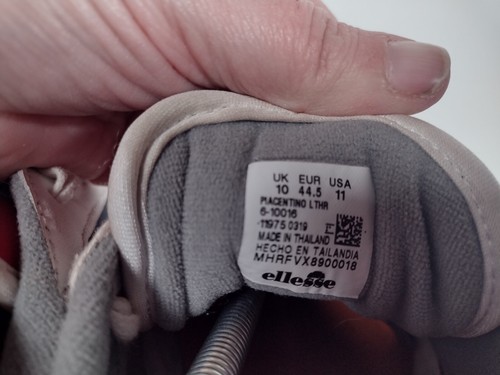 UK EUR USA
10 44.5 11
PIACENTINO LTHR
6-10016
11975 0319
MADE IN THAILAND
HECHO EN TAILANDIA
MHRFVX8900018
ellesse